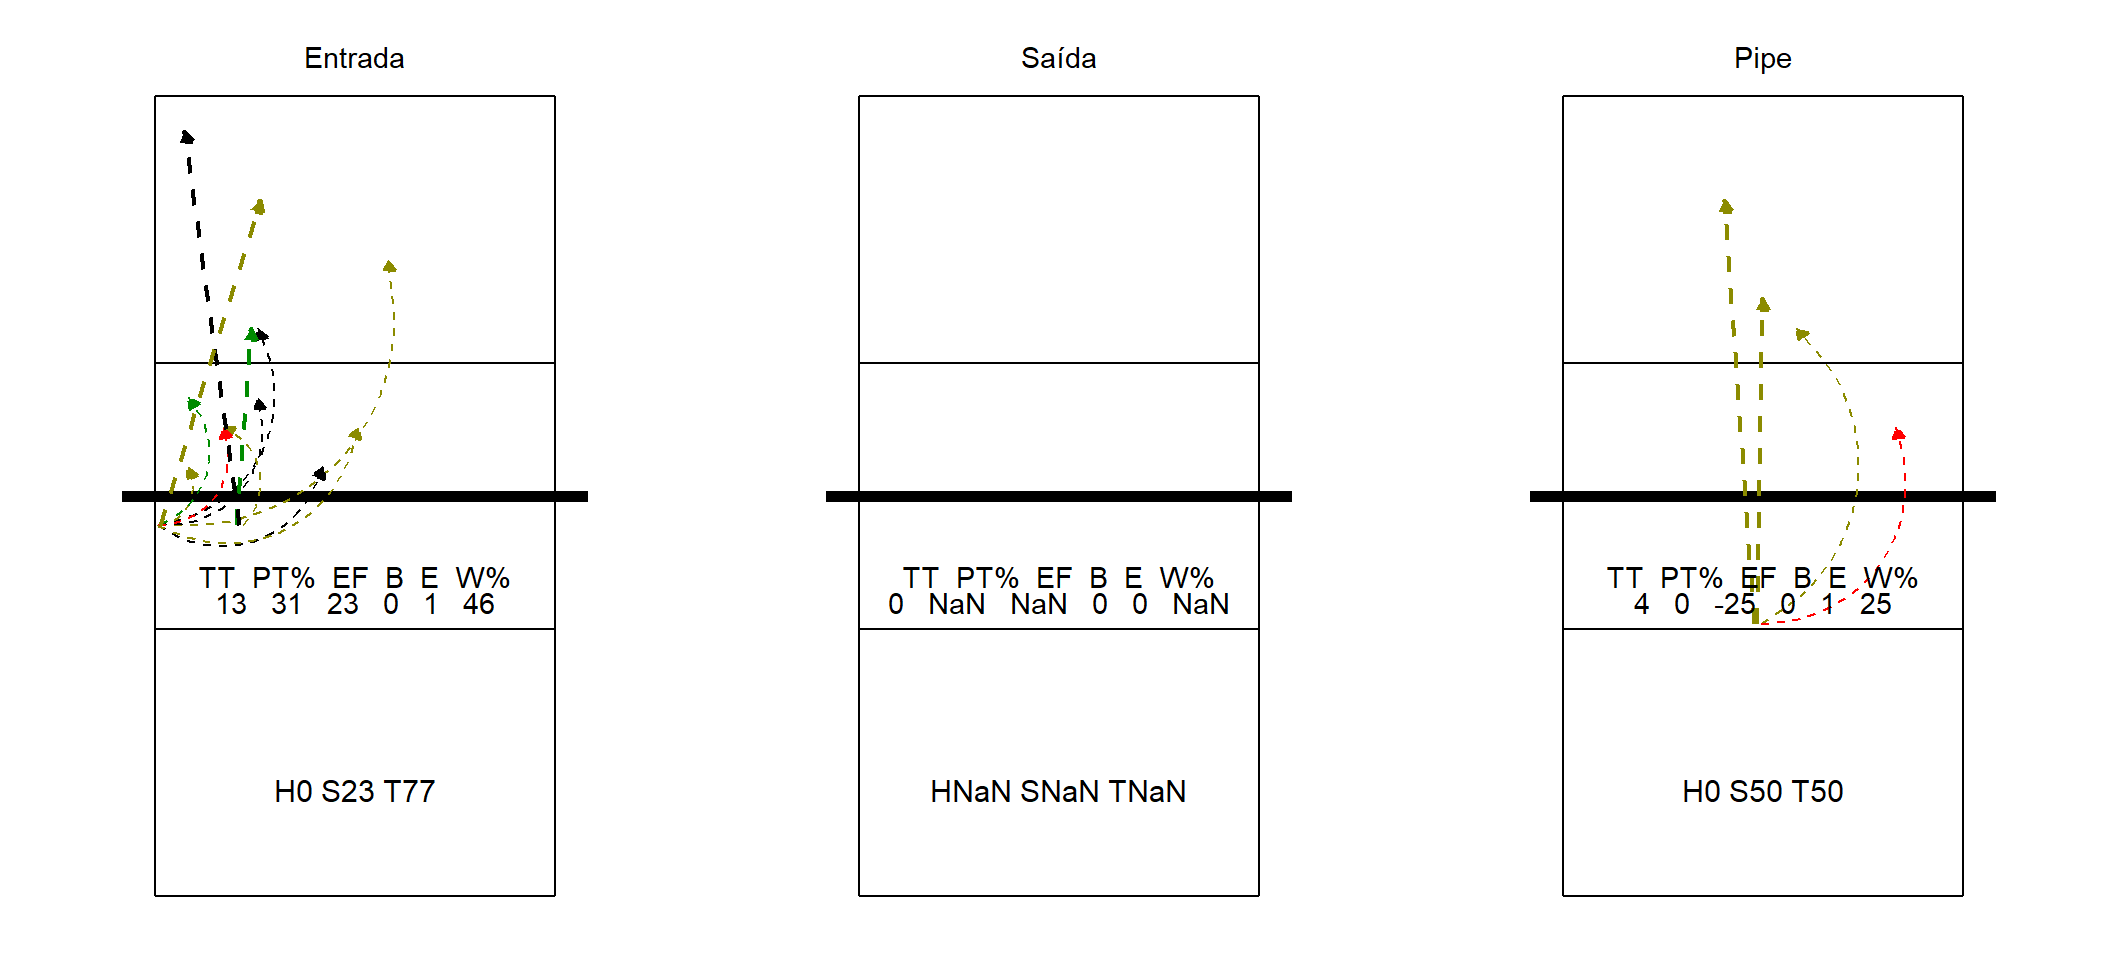 Entrada
TT PT% EF B E W%
13 31 23 0 1 46
H0 S23 T77
Saída
TT PT% EF B E W%
0 NaN NaN 0 0 NaN
HNaN SNaN TNaN
Pipe
TT PT% EF B E W%
4 0 -25 0 1 25
H0 S50 T50